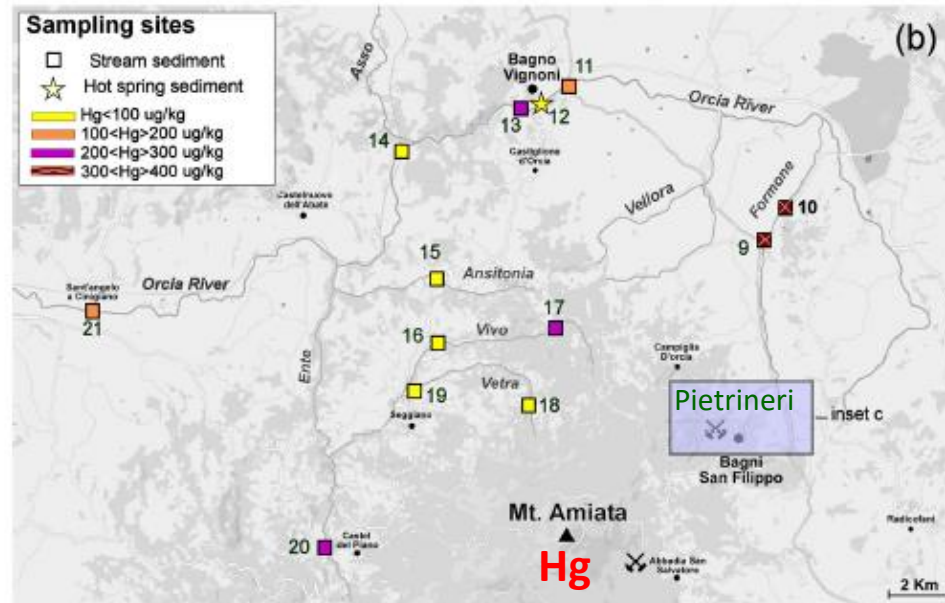 Sampling sites
Stream sediment
Hot spring sediment
Hg<100 ug/kg
100<Hg>200 ug/kg
200<Hg>300 ug/kg
300<Hg>400 ug/kg
(b)
Asso
Bagno
Vignoni
11
Orcia River
13
12
14
Castiglione
d'Orcia
Castelnuovo
dell'Abate
Vellora
Formone
10
9
15
Ansitonia
Sant'angelo
a Cinigiano
Orcia River
21
17
16
Vivo
Ente
Campiglia
D'orcia
Vetra
19
18
Seggiano
Pietrineri
inset c
Bagni
San Filippo
Mt. Amiata
Hg
Radicofani
20
Castel
del Piano
Abbadia San
Salvatore
2 Km